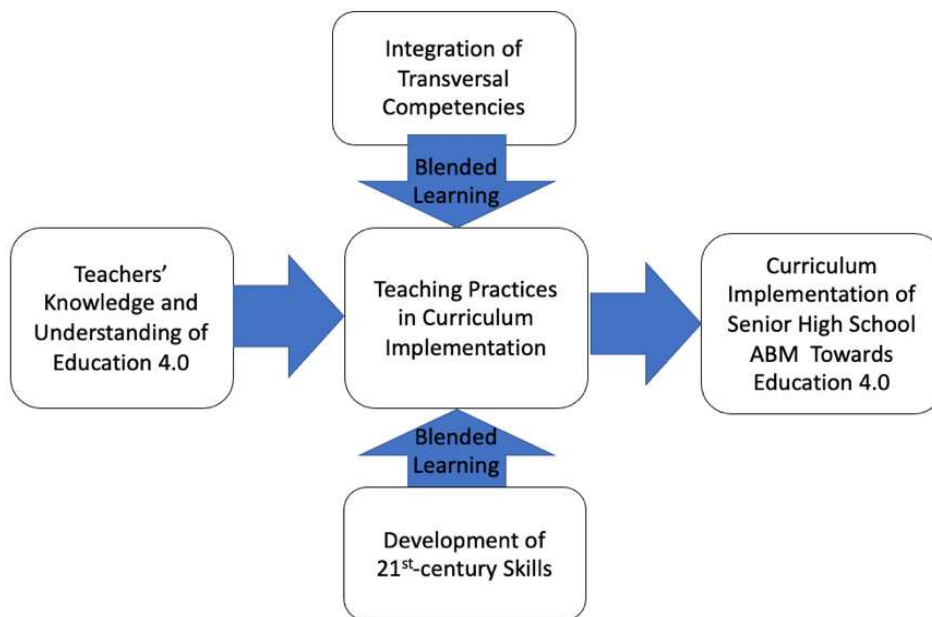 Integration of
Transversal
Competencies
Blended
Learning
Teachers’
Knowledge and
Understanding of
Education 4.0
Teaching Practices
in Curriculum
Implementation
Curriculum
Implementation of
Senior High School
ABM Towards
Education 4.0
Blended
Learning
Development of
21st-century Skills